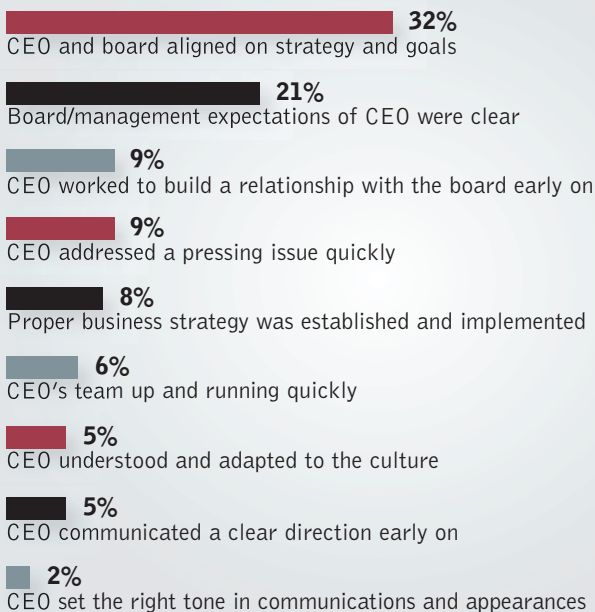 32%
CEO and board aligned on strategy and goals
21%
Board/management expectations of CEO were clear
9%
CEO worked to build a relationship with the board early on
9%
CEO addressed a pressing issue quickly
8%
Proper business strategy was established and implemented
6%
CEO’s team up and running quickly
5%
CEO understood and adapted to the culture
5%
CEO communicated a clear direction early on
2%
CEO set the right tone in communications and appearances